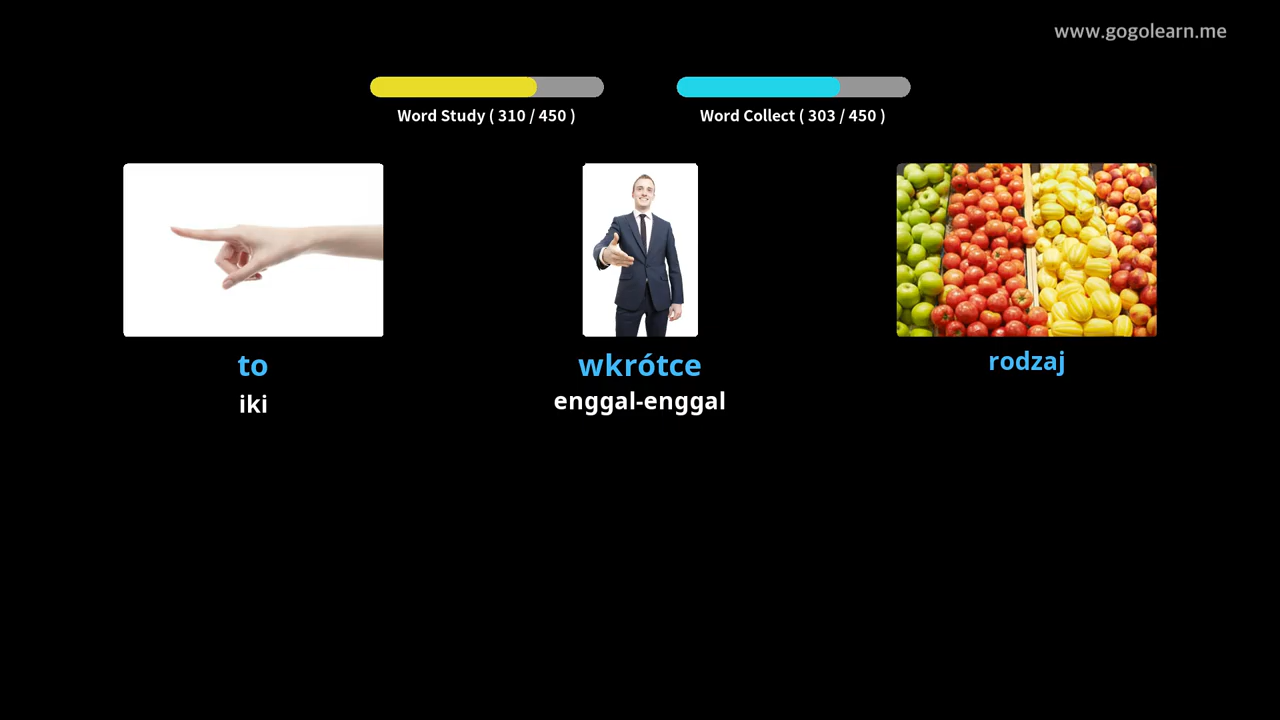 www.gogolearn.me
Word Study ( 310 / 450 )
Word Collect ( 303 / 450 )
to
iki
wkrótce
enggal-enggal
rodzaj